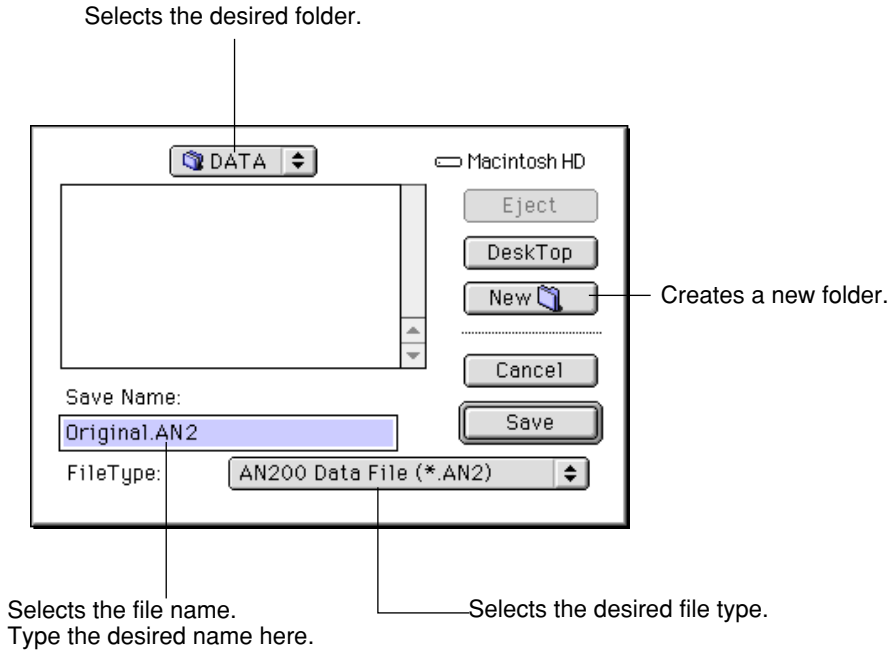 Selects the desired folder.
DATA
Macintosh HD
Eject
DeskTop
New
Creates a new folder.
Cancel
Save Name:
Save
Original.AN2
FileType:
AN200 Data File (*.AN2)
Selects the file name.
Type the desired name here.
Selects the desired file type.